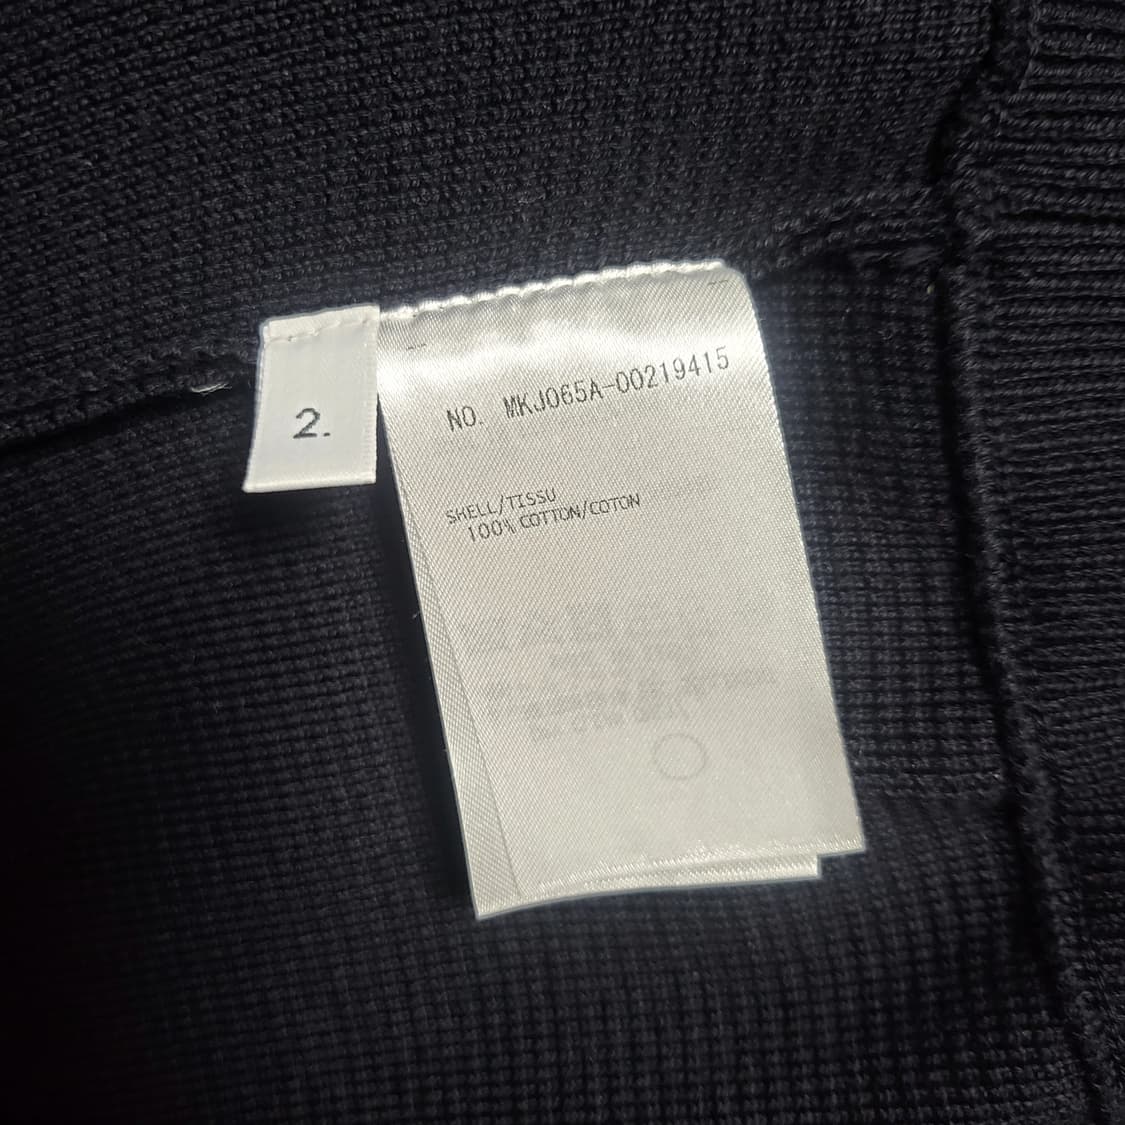 2.
NO. MKJ065A-00219415
SHELL/TISSU
100% COTTON/COTON